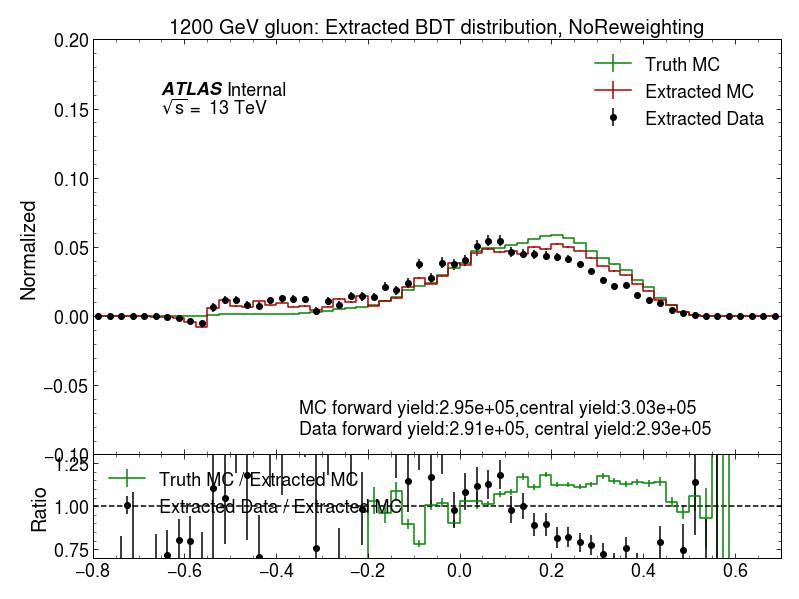 1200 GeV gluon: Extracted BDT distribution, NoReweighting
0.20
0.15
0.10
0.05
0.00
−0.05
−0.10
Normalized
ATLAS Internal
√s = 13 TeV
Truth MC
Extracted MC
Extracted Data
MC forward yield:2.95e+05,central yield:3.03e+05
Data forward yield:2.91e+05, central yield:2.93e+05
1.25
1.00
0.75
Ratio
Truth MC / Extracted MC
Extracted Data / Extracted MC
−0.8 −0.6 −0.4 −0.2 0.0 0.2 0.4 0.6